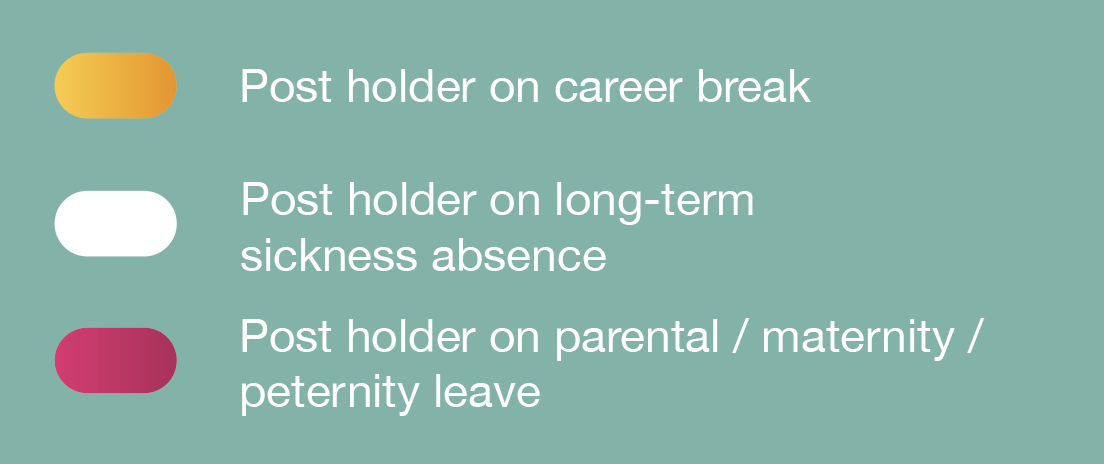 Post holder on career break
Post holder on long-term
sickness absence
Post holder on parental / maternity /
peternity leave